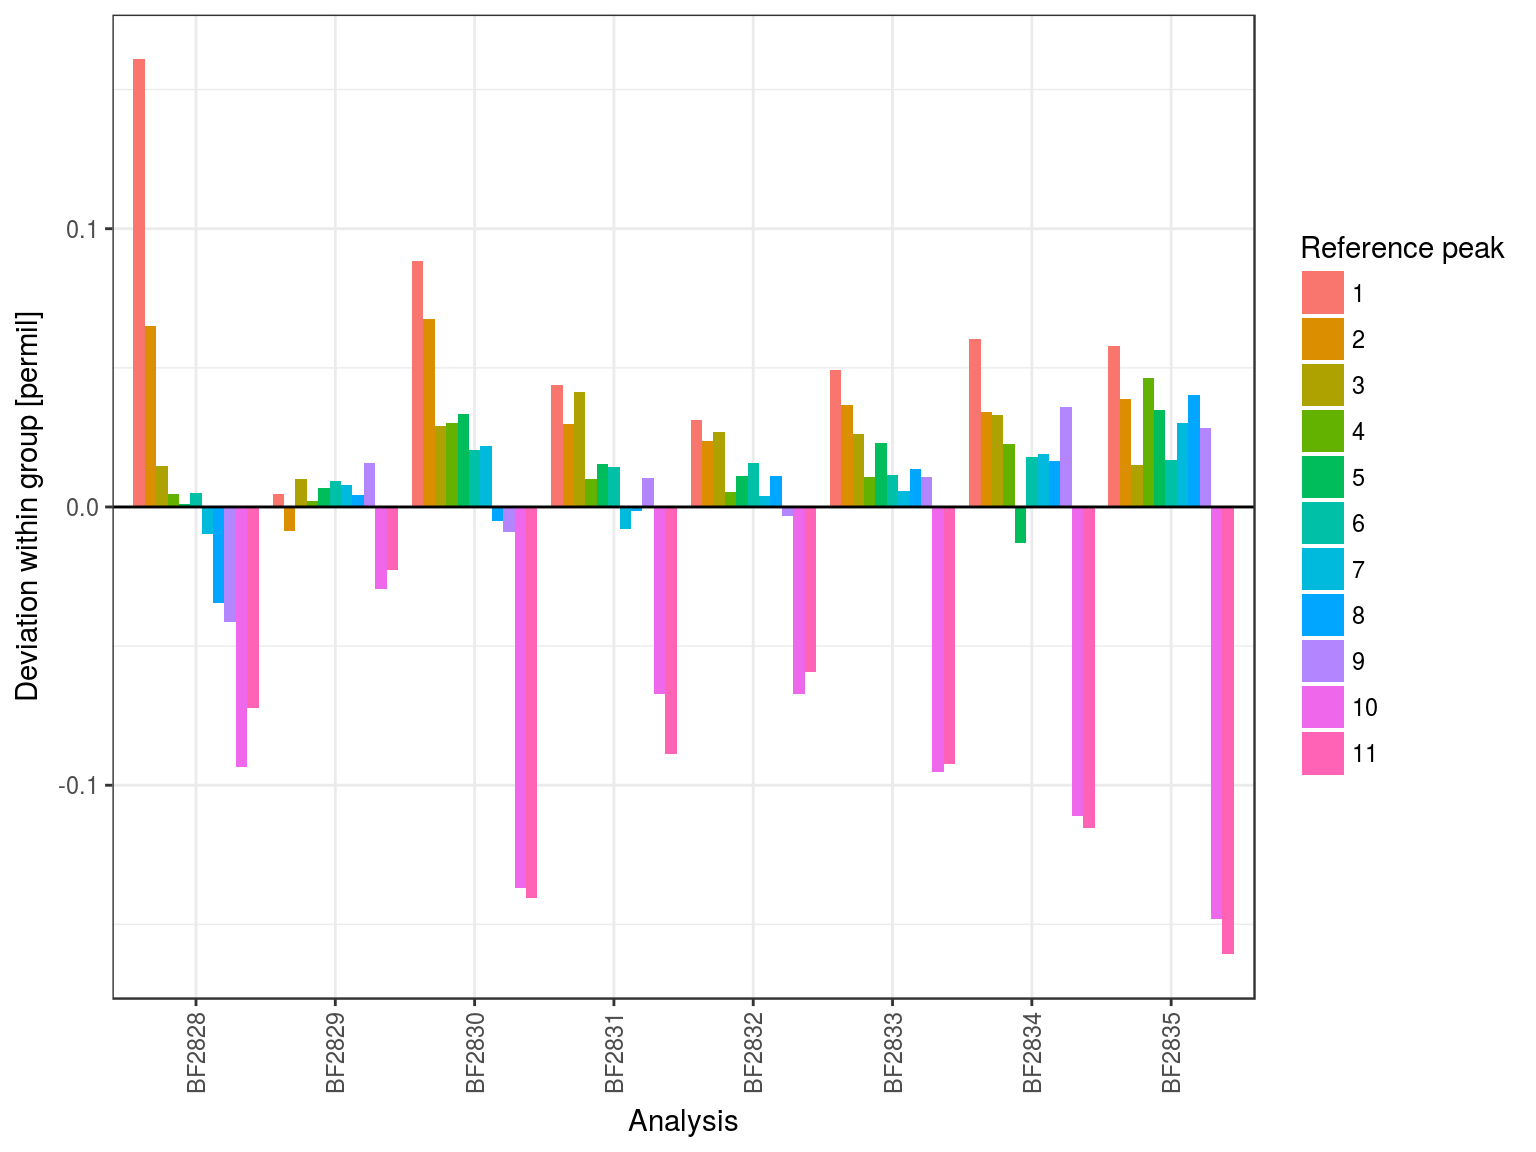 Deviation within group [permil]
0.1
0.0
-0.1
BF2828
BF2829
BF2830
BF2831
BF2832
BF2833
BF2834
BF2835
Analysis
Reference peak
1
2
3
4
5
6
7
8
9
10
11